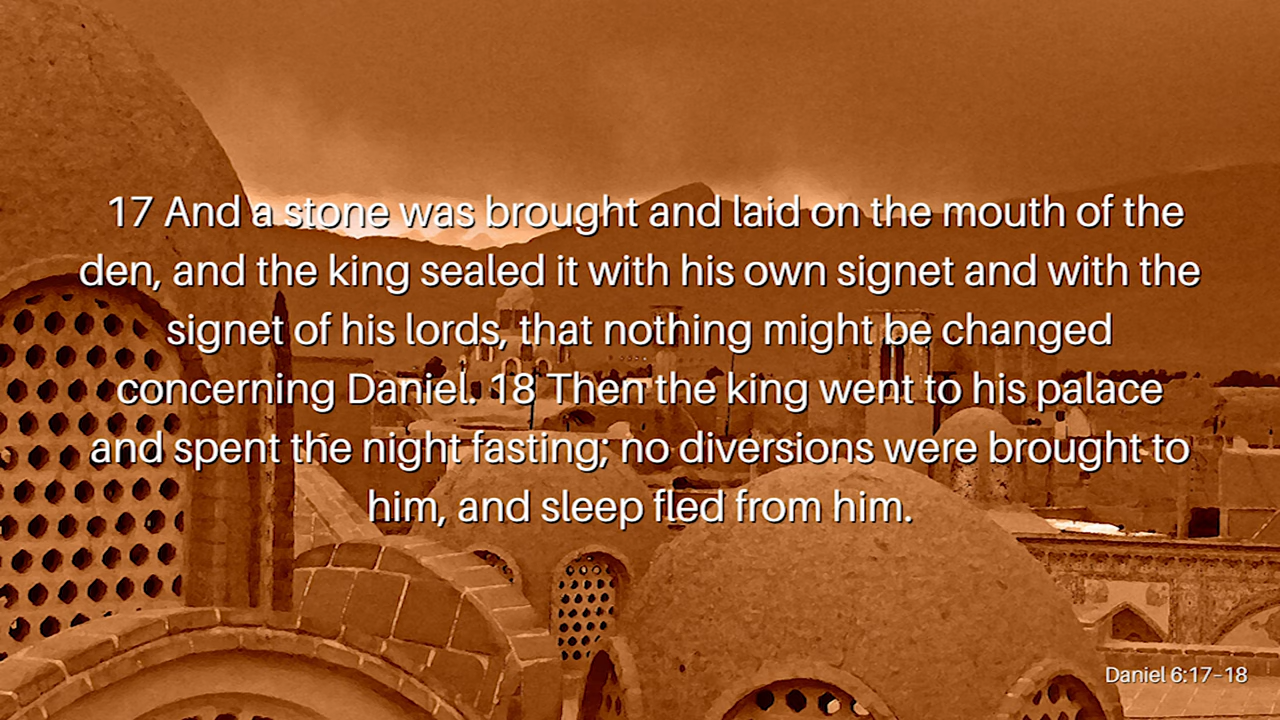 17 And a stone was brought and laid on the mouth of the
den, and the king sealed it with his own signet and with the
signet of his lords, that nothing might be changed
concerning Daniel. 18 Then the king went to his palace
and spent the night fasting; no diversions were brought to
him, and sleep fled from him.
Daniel 6:17–18